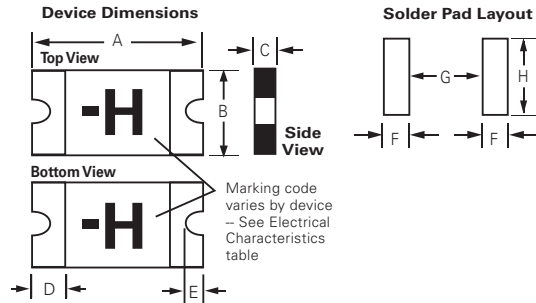 Device Dimensions
A
Top View
-H
B
C
Side
View
Bottom View
-H
Marking code
varies by device
-- See Electrical
Characteristics
table
D
E
Solder Pad Layout
G
H
F
F